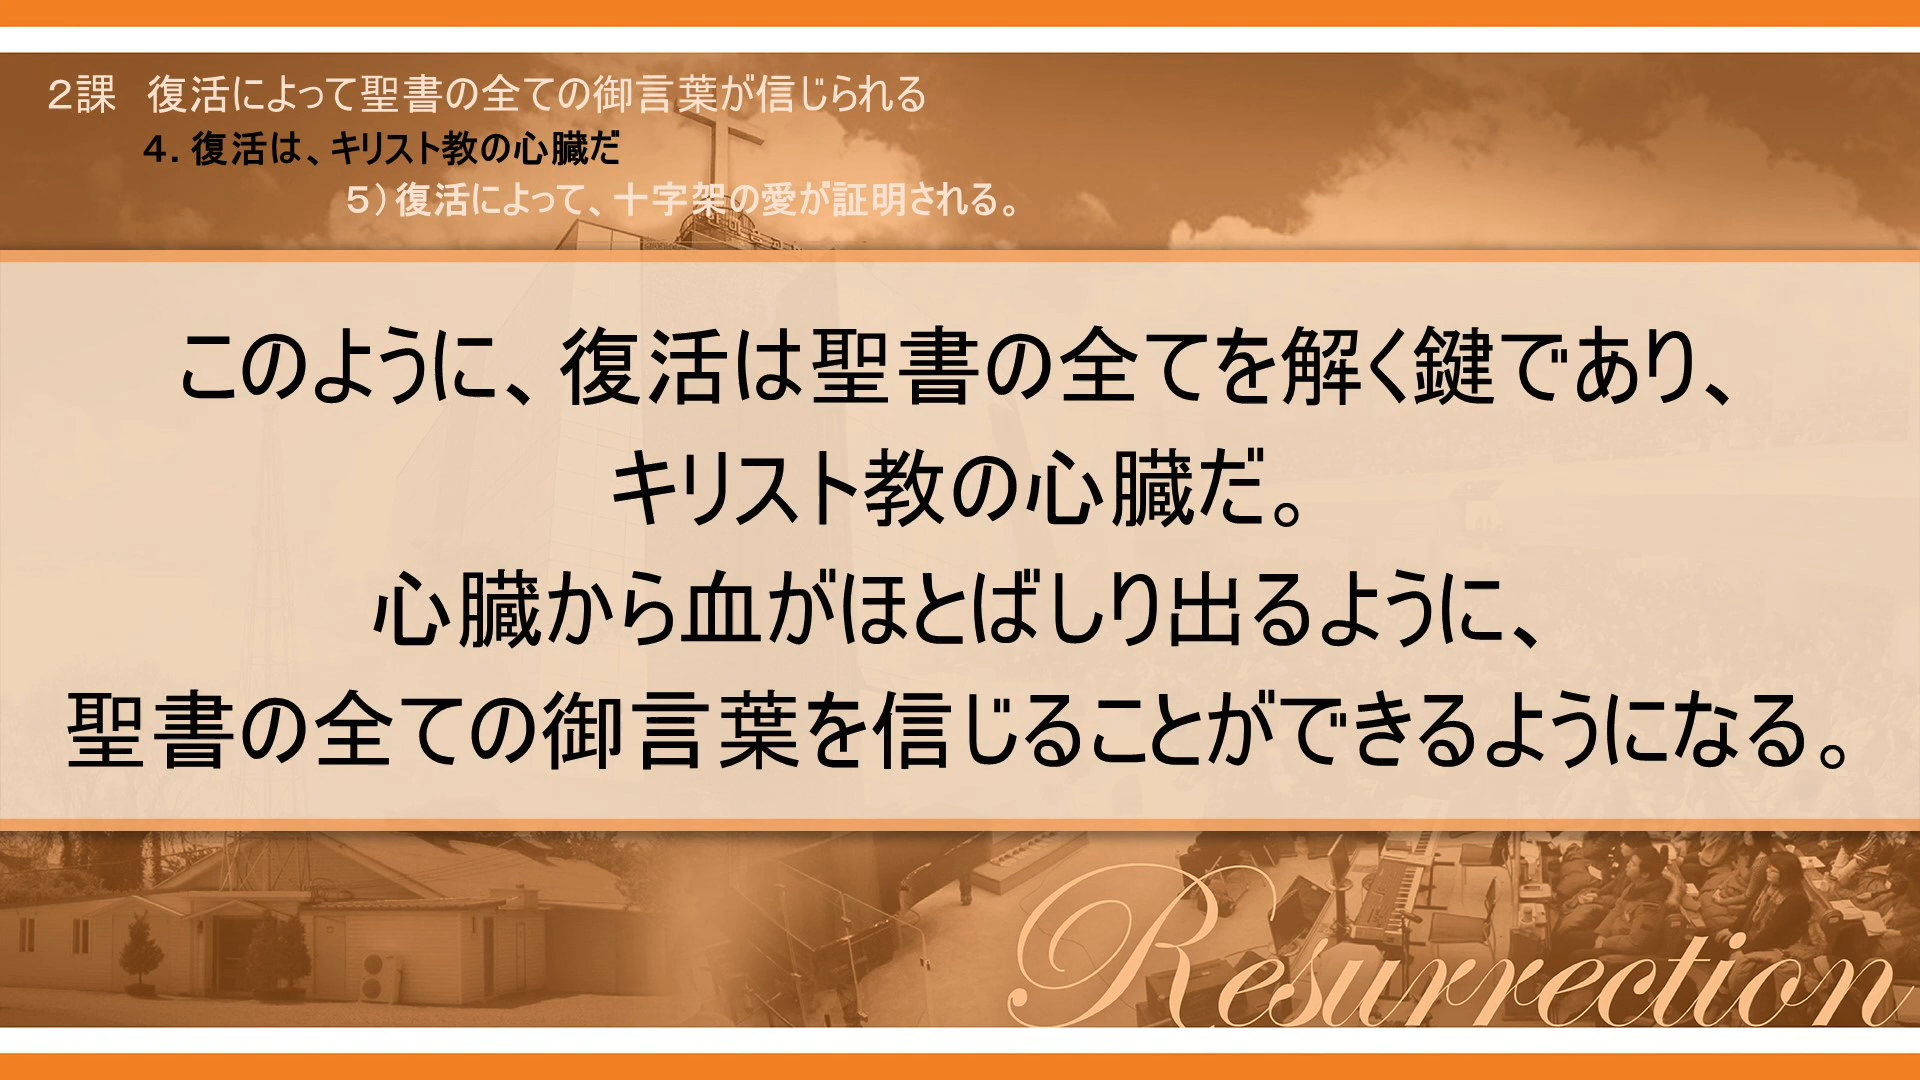 ２課　復活によって聖書の全ての御言葉が信じられる
４．復活は、キリスト教の心臓だ
５）復活によって、十字架の愛が証明される。
このように、復活は聖書の全てを解く鍵であり、
キリスト教の心臓だ。
心臓から血がほとばしり出るように、
聖書の全ての御言葉を信じることができるようになる。
Resurrection